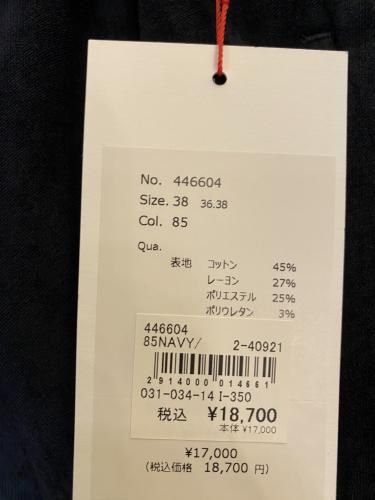 No. 446604
Size. 38 36.38
Col. 85
Qua.
表地 コットン 45%
レーヨン 27%
ポリエステル 25%
ポリウレタン 3%
446604
85NAVY/ 2-40921
2914000 014661
031-034-14 I-350
税込 ¥18,700
本体 ¥17,000
¥17,000
(税込価格 18,700 円)